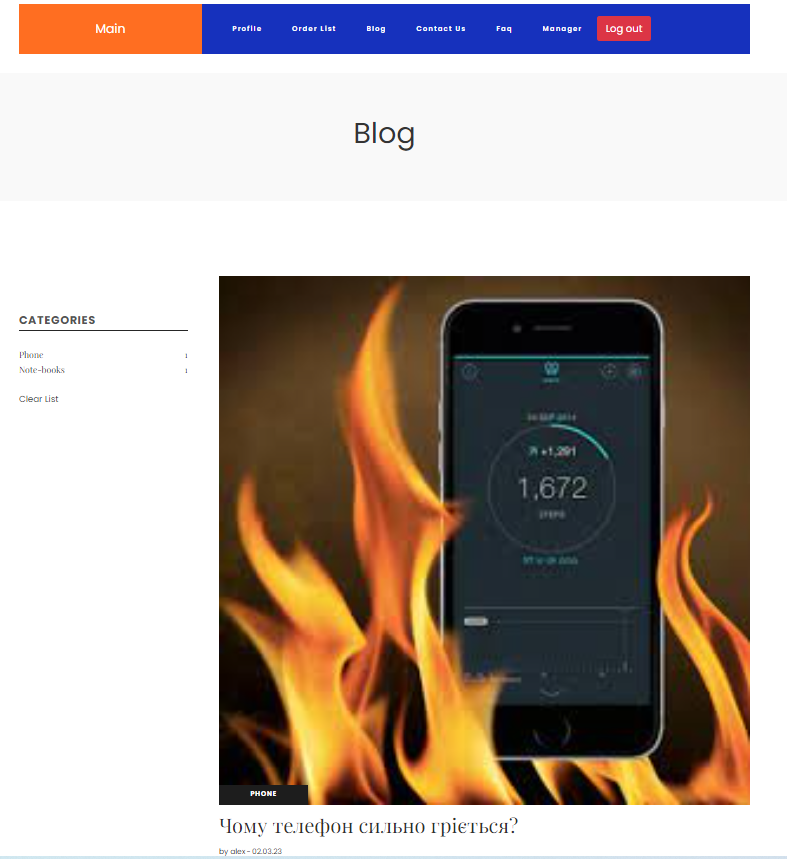 Main
Profile Order List Blog Contact Us Faq Manager Log out
Blog
CATEGORIES
Phone 1
Note-books 1
Clear List
+1,291
1,672
STEPS
PHONE
Чому телефон сильно гріється?
by alex - 02.03.23